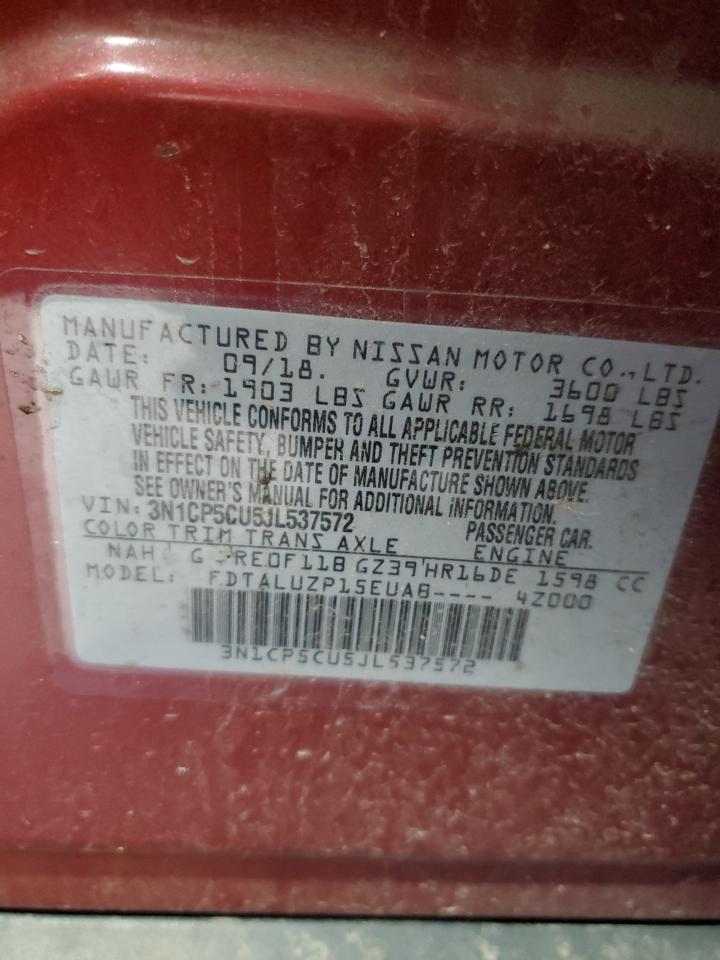 MANUFACTURED BY NISSAN MOTOR CO., LTD.
DATE: 09/18. GVWR: 3600 LBS
GAWR FR: 1903 LBS GAWR RR: 1698 LBS
THIS VEHICLE CONFORMS TO ALL APPLICABLE FEDERAL MOTOR
VEHICLE SAFETY, BUMPER AND THEFT PREVENTION STANDARDS
IN EFFECT ON THE DATE OF MANUFACTURE SHOWN ABOVE.
SEE OWNER'S MANUAL FOR ADDITIONAL INFORMATION.
VIN: 3N1CP5CU5JL537572 PASSENGER CAR.
COLOR TRIM TRANS AXLE ENGINE
NAH G RE0F11B GZ39 HR16DE 1598 CC
MODEL: FDTALUZP15EUAB---- 4Z000
3N1CP5CU5JL537572